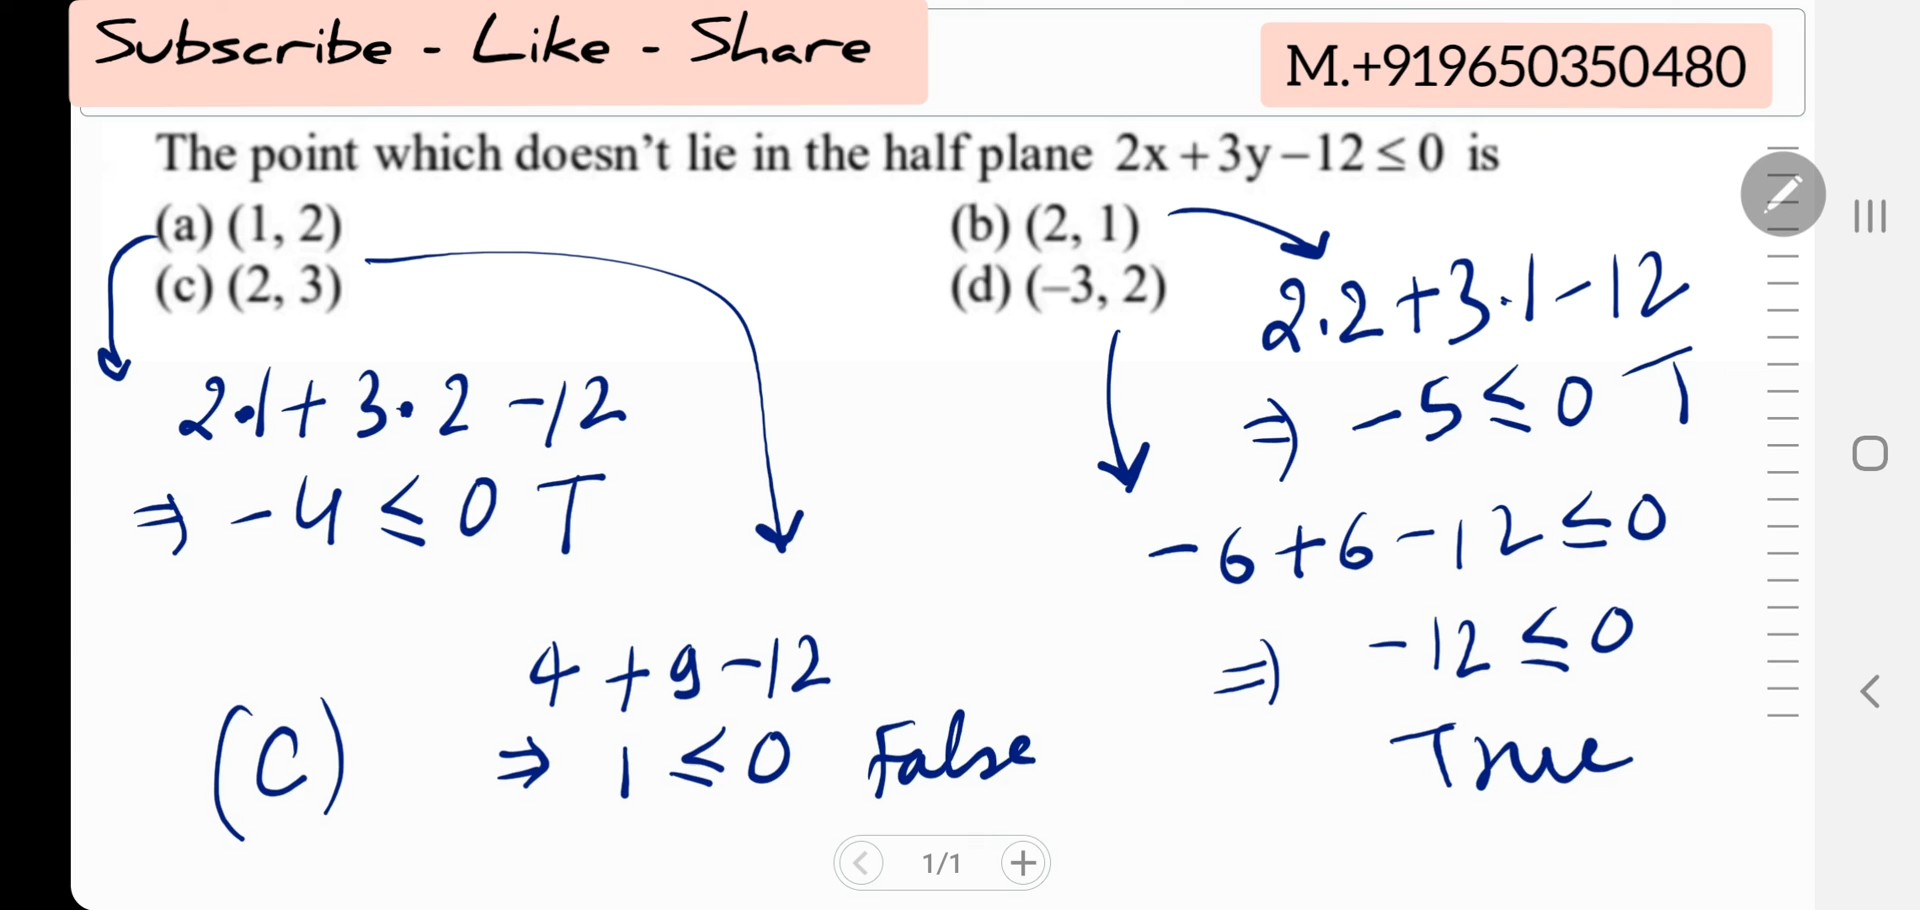 Subscribe - Like - Share
M.+919650350480
The point which doesn't lie in the half plane 2x+3y−12≤0 is
(a) (1, 2)
(b) (2, 1)
(c) (2, 3)
(d) (−3, 2)
2.2+3.1-12
⇒ -5≤0 T
2.1+3.2-12
⇒ -4≤0 T
-6+6-12≤0
⇒ -12≤0
True
4+9-12
⇒ 1≤0 False
(C)
1/1